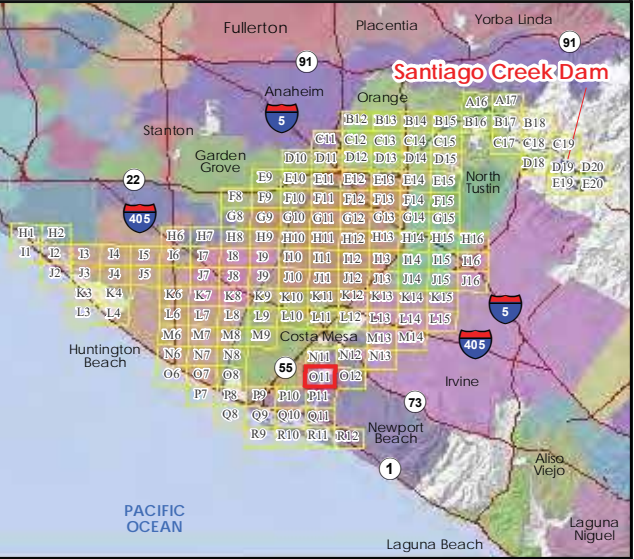 Fullerton
Placentia
Yorba Linda
91
91
Santiago Creek Dam
Anaheim
Orange
5
A16 A17
B12 B13 B14 B15 B16 B17 B18
Stanton
C11 C12 C13 C14 C15 C17 C18 C19
Garden
Grove
D10 D11 D12 D13 D14 D15 D18 D19 D20
E9 E10 E11 E12 E13 E14 E15 E19 E20
North
Tustin
22
F8 F9 F10 F11 F12 F13 F14 F15
405
G8 G9 G10 G11 G12 G13 G14 G15
H1 H2 H6 H7 H8 H9 H10 H11 H12 H13 H14 H15 H16
I1 I2 I3 I4 I5 I6 I7 I8 I9 I10 I11 I12 I13 I14 I15 I16
J2 J3 J4 J5 J7 J8 J9 J10 J11 J12 J13 J14 J15 J16
K3 K4 K6 K7 K8 K9 K10 K11 K12 K13 K14 K15
5
L3 L4 L6 L7 L8 L9 L10 L11 L12 L13 L14 L15
M6 M7 M8 M9 Costa Mesa M13 M14
405
Huntington
Beach
N6 N7 N8 N11 N12 N13
55
O6 O7 O8 O11 O12
Irvine
P7 P8 P9 P10 P11
73
Q8 Q9 Q10 Q11
R9 R10 R11 R12
Newport
Beach
1
Aliso
Viejo
PACIFIC
OCEAN
Laguna
Niguel
Laguna Beach